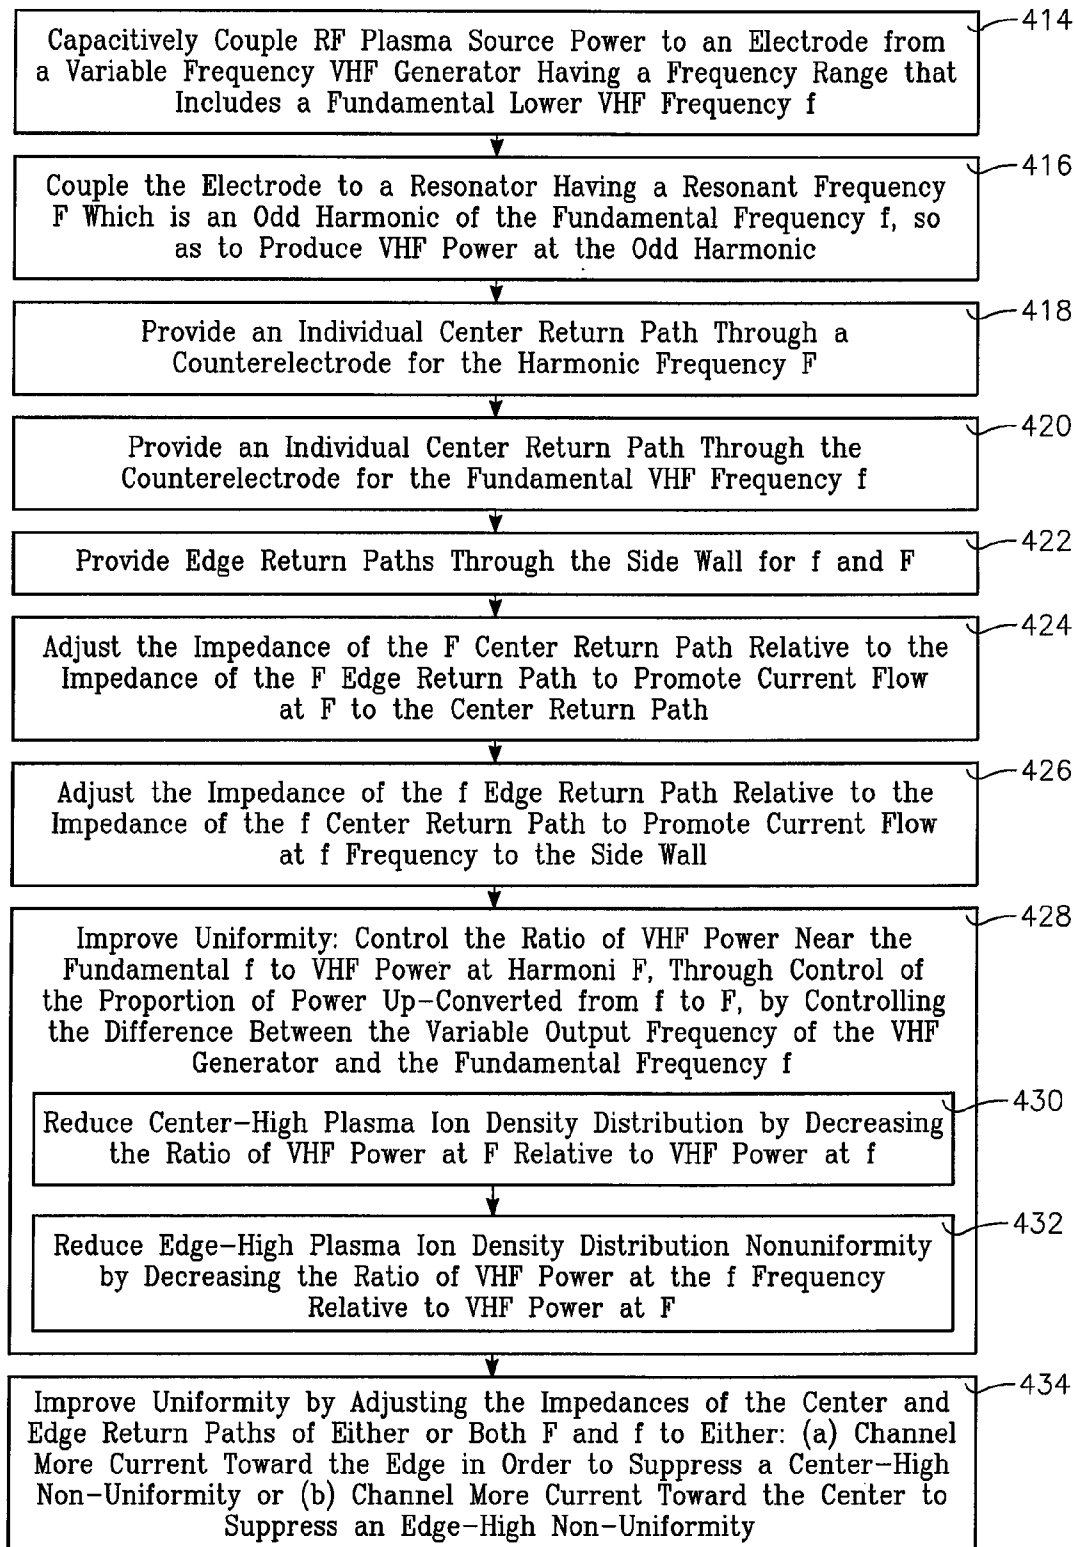 414
Capacitively Couple RF Plasma Source Power to an Electrode from
a Variable Frequency VHF Generator Having a Frequency Range that
Includes a Fundamental Lower VHF Frequency f
416
Couple the Electrode to a Resonator Having a Resonant Frequency
F Which is an Odd Harmonic of the Fundamental Frequency f, so
as to Produce VHF Power at the Odd Harmonic
418
Provide an Individual Center Return Path Through a
Counterelectrode for the Harmonic Frequency F
420
Provide an Individual Center Return Path Through the
Counterelectrode for the Fundamental VHF Frequency f
422
Provide Edge Return Paths Through the Side Wall for f and F
424
Adjust the Impedance of the F Center Return Path Relative to the
Impedance of the F Edge Return Path to Promote Current Flow
at F to the Center Return Path
426
Adjust the Impedance of the f Edge Return Path Relative to the
Impedance of the f Center Return Path to Promote Current Flow
at f Frequency to the Side Wall
428
Improve Uniformity: Control the Ratio of VHF Power Near the
Fundamental f to VHF Power at Harmoni F, Through Control of
the Proportion of Power Up-Converted from f to F, by Controlling
the Difference Between the Variable Output Frequency of the VHF
Generator and the Fundamental Frequency f
430
Reduce Center-High Plasma Ion Density Distribution by Decreasing
the Ratio of VHF Power at F Relative to VHF Power at f
432
Reduce Edge-High Plasma Ion Density Distribution Nonuniformity
by Decreasing the Ratio of VHF Power at the f Frequency
Relative to VHF Power at F
434
Improve Uniformity by Adjusting the Impedances of the Center and
Edge Return Paths of Either or Both F and f to Either: (a) Channel
More Current Toward the Edge in Order to Suppress a Center-High
Non-Uniformity or (b) Channel More Current Toward the Center to
Suppress an Edge-High Non-Uniformity